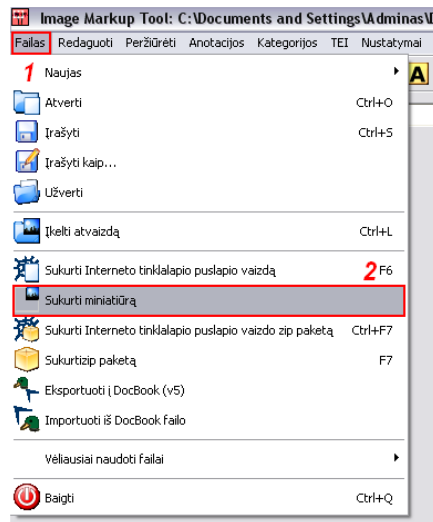 Image Markup Tool: C:\Documents and Settings\Adminas\D
Failas Redaguoti Peržiūrėti Anotacijos Kategorijos TEI Nustatymai
1 Naujas
A
Atverti Ctrl+O
Įrašyti Ctrl+S
Įrašyti kaip...
Užverti
Įkelti atvaizdą Ctrl+L
Sukurti Interneto tinklalapio puslapio vaizdą 2 F6
Sukurti miniatiūrą
Sukurti Interneto tinklalapio puslapio vaizdo zip paketą Ctrl+F7
Sukurtizip paketą F7
Eksportuoti į DocBook (v5)
Importuoti iš DocBook failo
Vėliausiai naudoti failai
Baigti Ctrl+Q